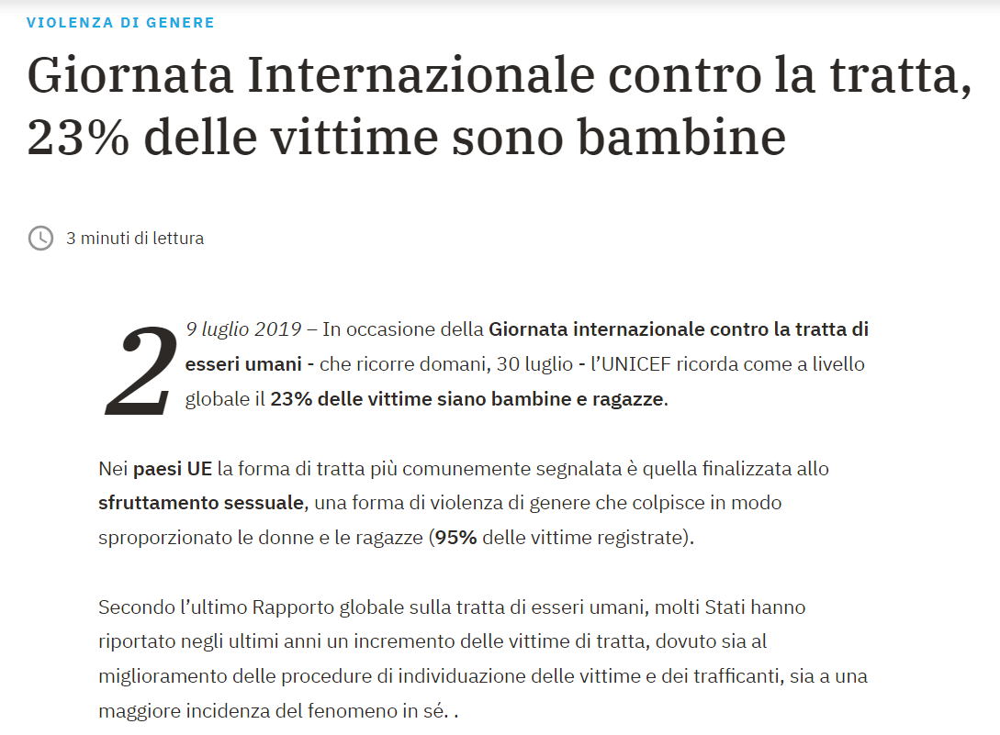 VIOLENZA DI GENERE
Giornata Internazionale contro la tratta,
23% delle vittime sono bambine
3 minuti di lettura
29 luglio 2019 – In occasione della Giornata internazionale contro la tratta di
esseri umani - che ricorre domani, 30 luglio - l’UNICEF ricorda come a livello
globale il 23% delle vittime siano bambine e ragazze.
Nei paesi UE la forma di tratta più comunemente segnalata è quella finalizzata allo
sfruttamento sessuale, una forma di violenza di genere che colpisce in modo
sproporzionato le donne e le ragazze (95% delle vittime registrate).
Secondo l’ultimo Rapporto globale sulla tratta di esseri umani, molti Stati hanno
riportato negli ultimi anni un incremento delle vittime di tratta, dovuto sia al
miglioramento delle procedure di individuazione delle vittime e dei trafficanti, sia a una
maggiore incidenza del fenomeno in sé. .